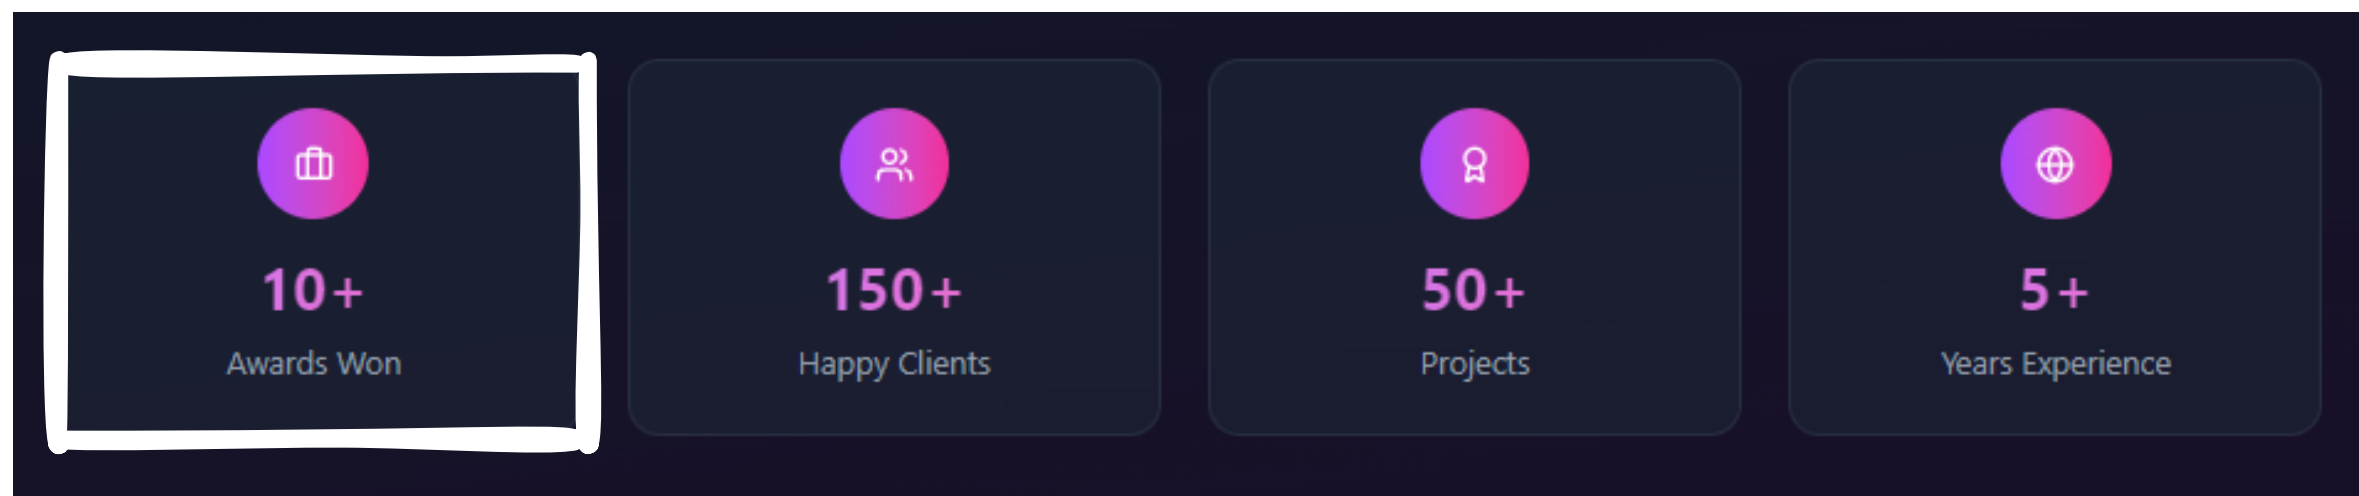 10+
Awards Won
150+
Happy Clients
50+
Projects
5+
Years Experience